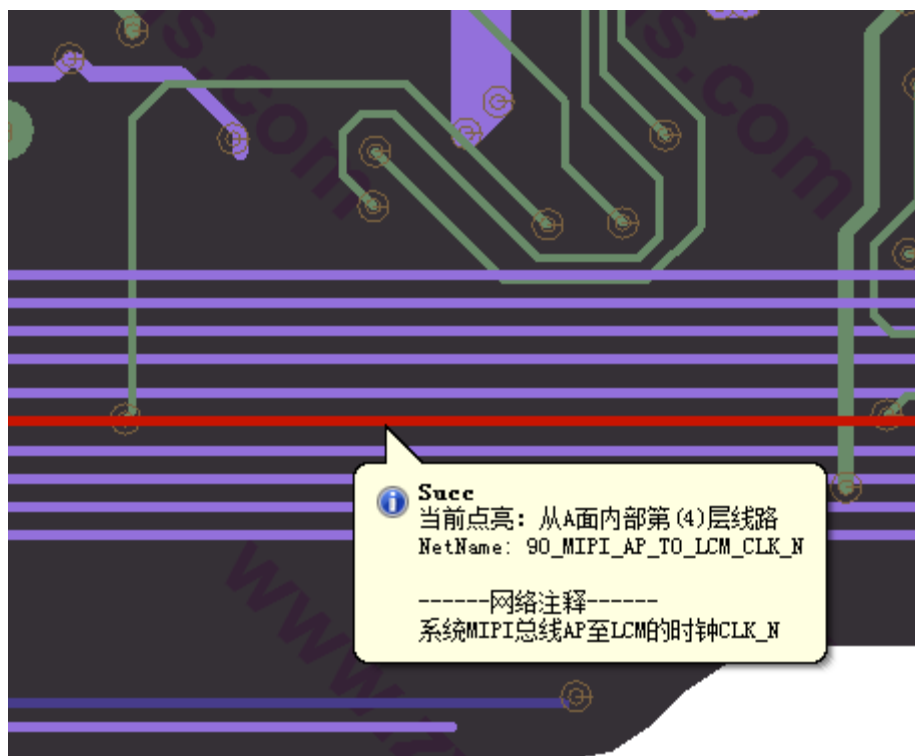 s.com
s.com
Succ
当前点亮：从A面内部第(4)层线路
NetName: 90_MIPI_AP_TO_LCM_CLK_N
------网络注释------
系统MIPI总线AP至LCM的时钟CLK_N